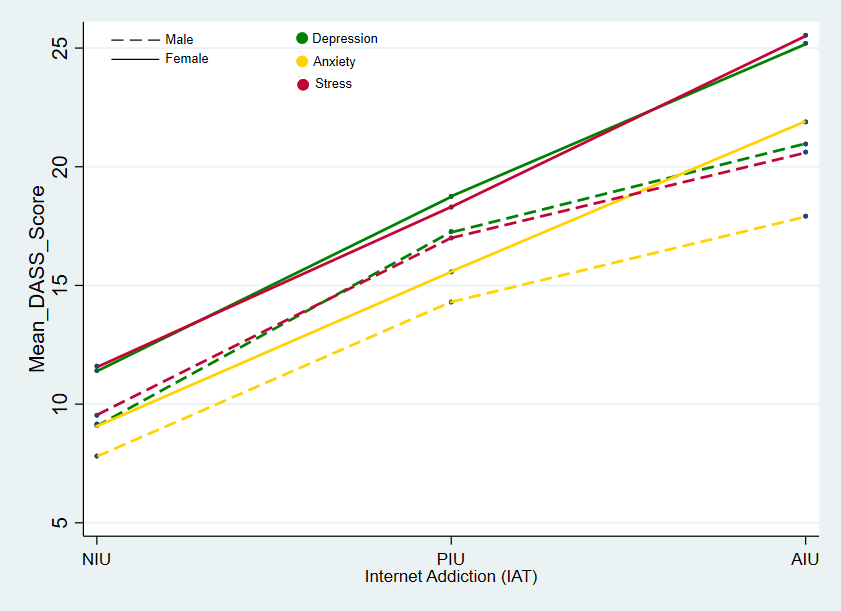 Male
Female
Depression
Anxiety
Stress
Mean_DASS_Score
25
20
15
10
5
NIU
PIU
AIU
Internet Addiction (IAT)